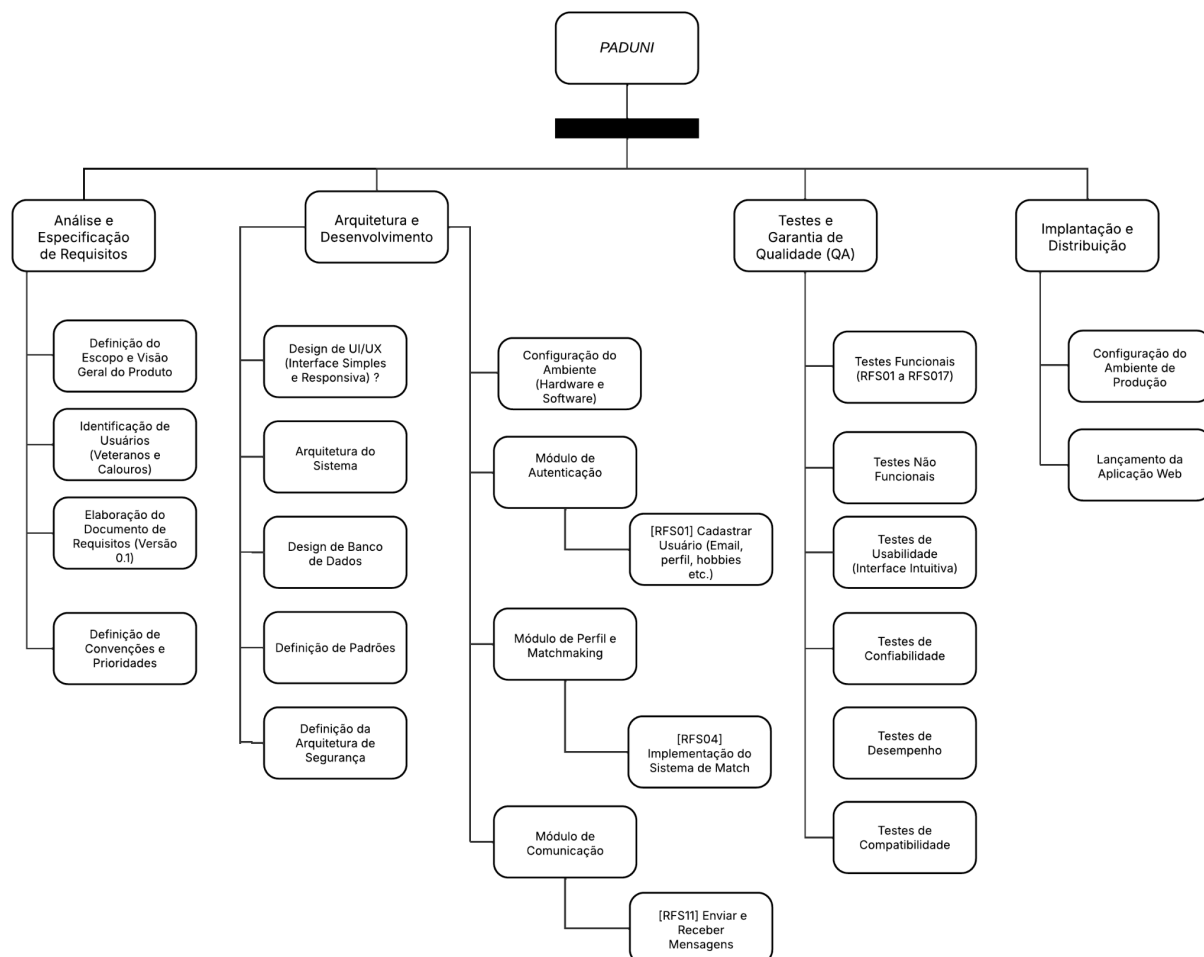 PADUNI
Análise e
Especificação
de Requisitos
Definição do
Escopo e Visão
Geral do Produto
Identificação de
Usuários
(Veteranos e
Calouros)
Elaboração do
Documento de
Requisitos (Versão
0.1)
Definição de
Convenções e
Prioridades
Arquitetura e
Desenvolvimento
Design de UI/UX
(Interface Simples
e Responsiva) ?
Arquitetura do
Sistema
Design de Banco
de Dados
Definição de Padrões
Definição da
Arquitetura de
Segurança
Configuração do
Ambiente
(Hardware e
Software)
Módulo de
Autenticação
[RFS01] Cadastrar
Usuário (Email,
perfil, hobbies
etc.)
Módulo de Perfil e
Matchmaking
[RFS04]
Implementação do
Sistema de Match
Módulo de
Comunicação
[RFS11] Enviar e
Receber
Mensagens
Testes e
Garantia de
Qualidade (QA)
Testes Funcionais
(RFS01 a RFS017)
Testes Não
Funcionais
Testes de
Usabilidade
(Interface Intuitiva)
Testes de
Confiabilidade
Testes de
Desempenho
Testes de
Compatibilidade
Implantação e
Distribuição
Configuração do
Ambiente de
Produção
Lançamento da
Aplicação Web